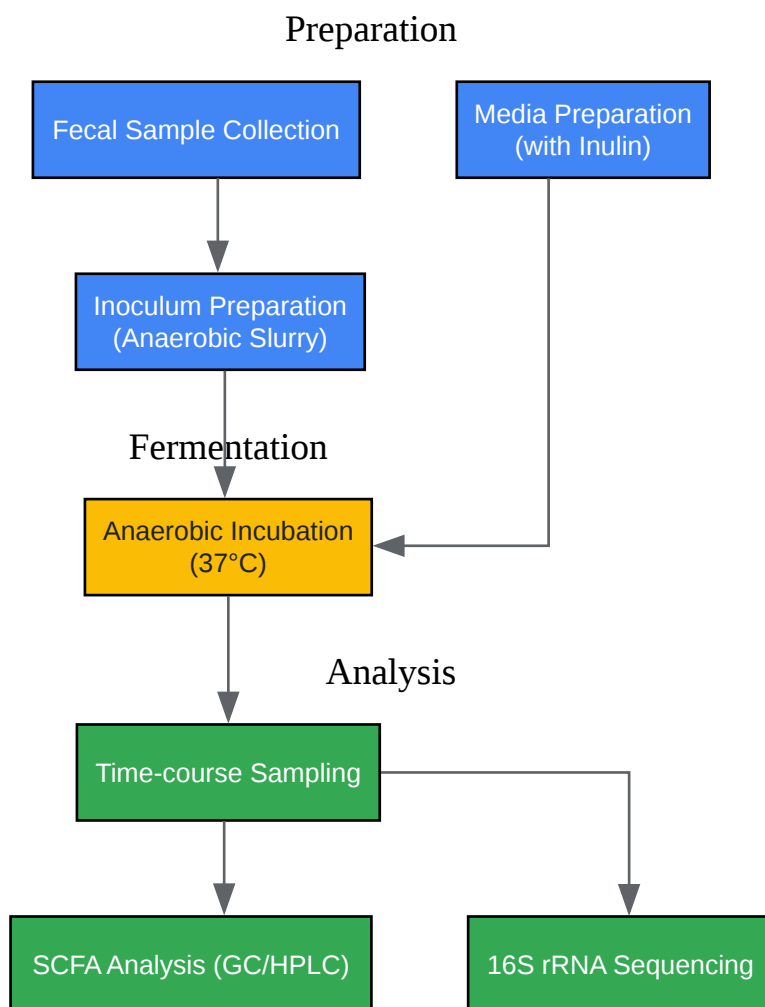 Preparation
Fecal Sample Collection
Media Preparation
(with Inulin)
Inoculum Preparation
(Anaerobic Slurry)
Fermentation
Anaerobic Incubation
(37°C)
Analysis
Time-course Sampling
SCFA Analysis (GC/HPLC)
16S rRNA Sequencing